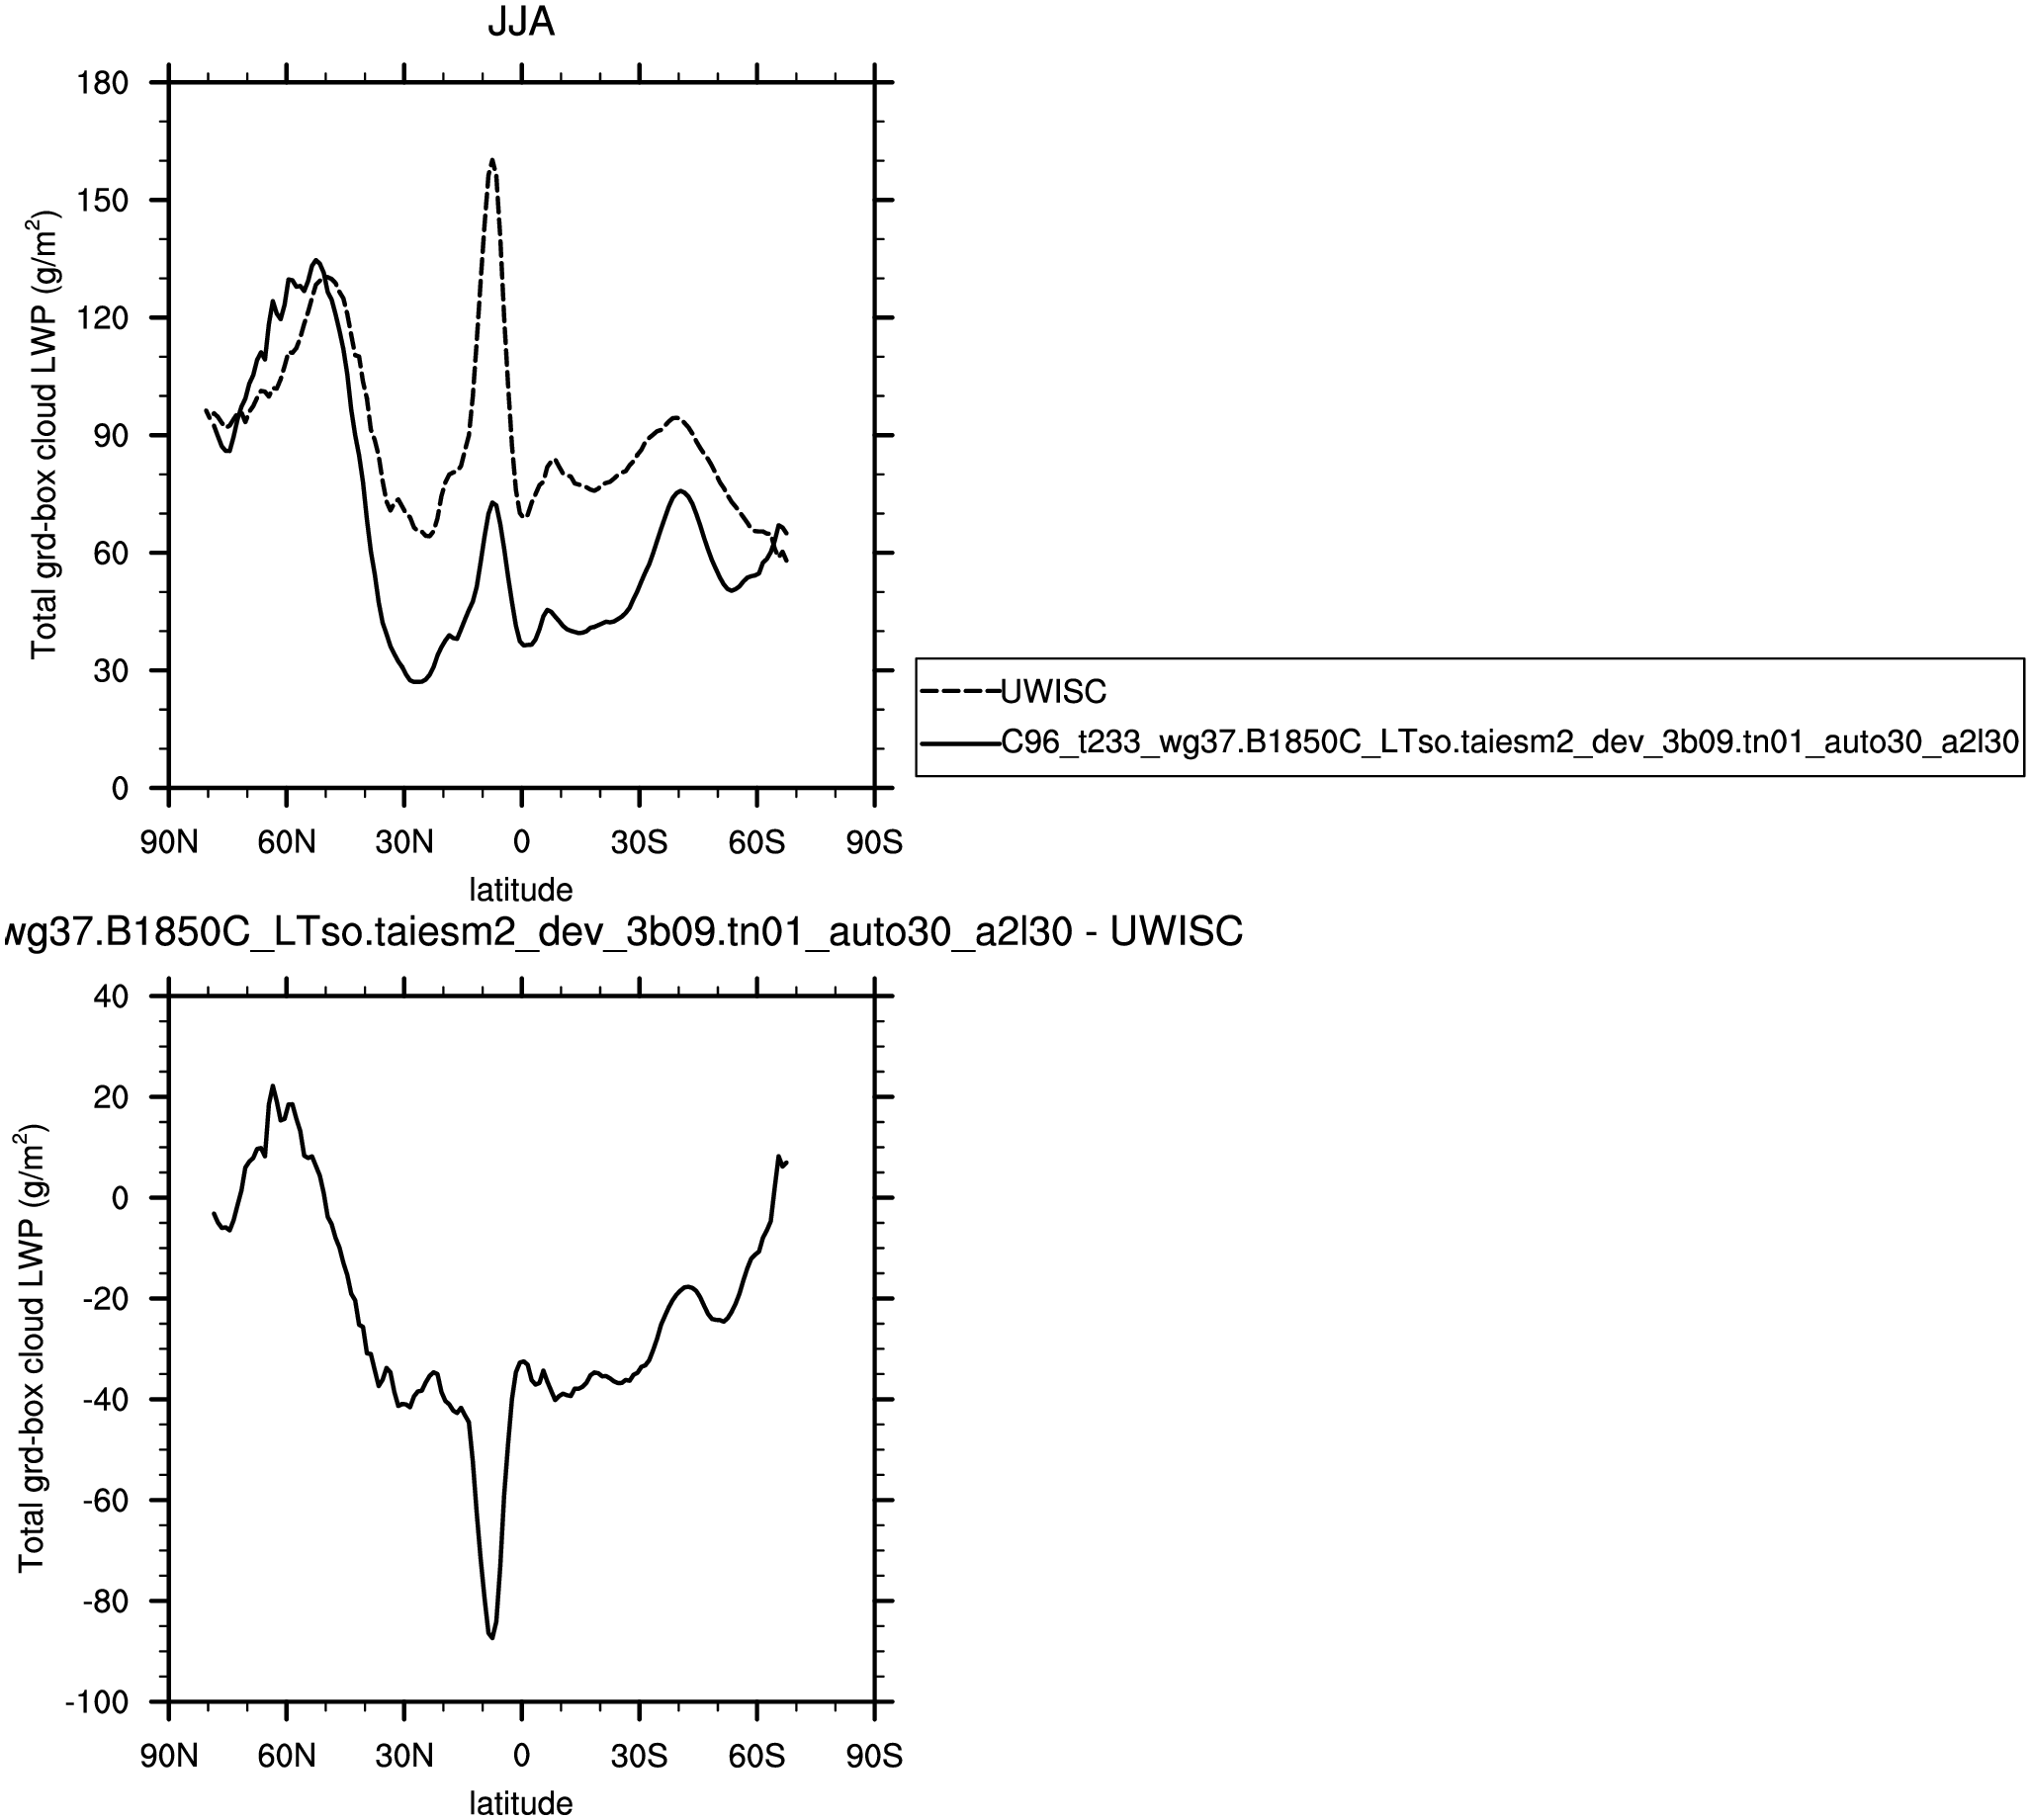 JJA
Total grd-box cloud LWP (g/m²)
180
150
120
90
60
30
0
90N 60N 30N 0 30S 60S 90S
latitude
UWISC
C96_t233_wg37.B1850C_LTso.taiesm2_dev_3b09.tn01_auto30_a2l30
wg37.B1850C_LTso.taiesm2_dev_3b09.tn01_auto30_a2l30 - UWISC
Total grd-box cloud LWP (g/m²)
40
20
0
-20
-40
-60
-80
-100
90N 60N 30N 0 30S 60S 90S
latitude